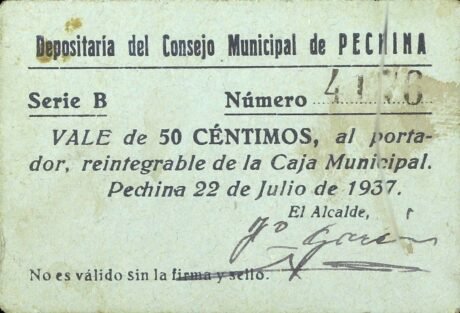 Depositaría del Consejo Municipal de PECHINA
Serie B Número
VALE de 50 CÉNTIMOS, al porta-
dor, reintegrable de la Caja Municipal.
Pechina 22 de Julio de 1937.
El Alcalde,
No es válido sin la firma y sello.